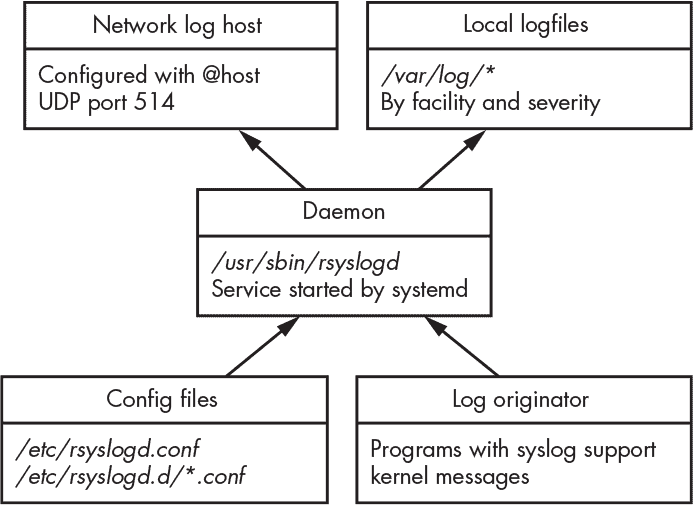 Network log host
Configured with @host
UDP port 514
Local logfiles
/var/log/*
By facility and severity
Daemon
/usr/sbin/rsyslogd
Service started by systemd
Config files
/etc/rsyslogd.conf
/etc/rsyslogd.d/*.conf
Log originator
Programs with syslog support
kernel messages